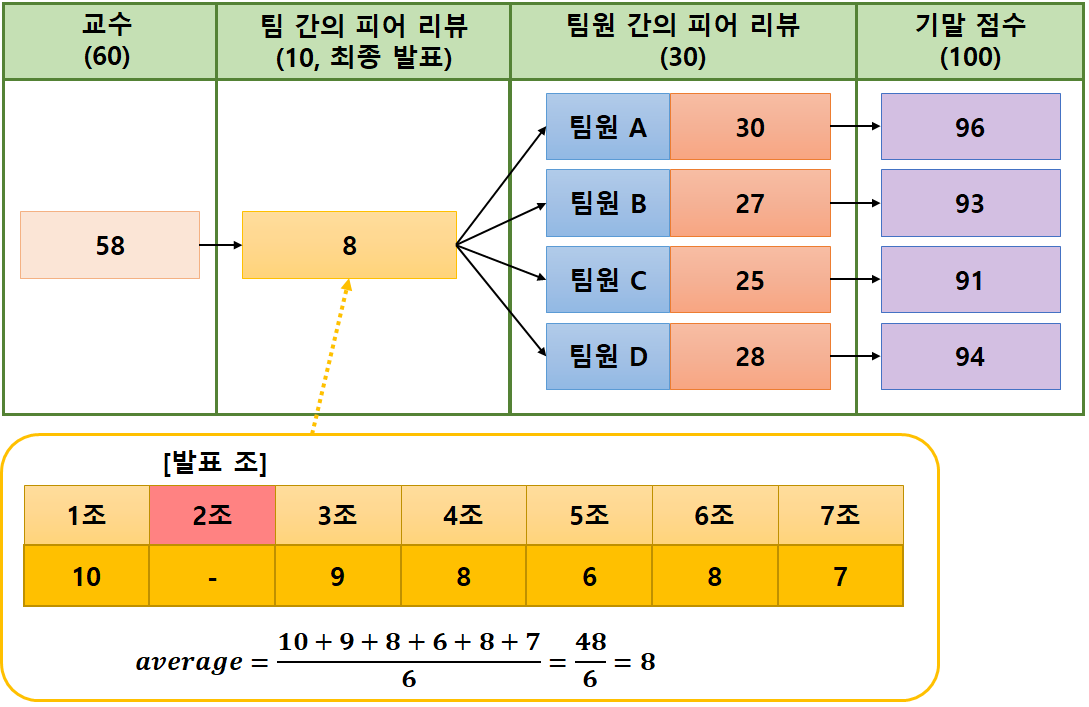 교수
(60)
팀 간의 피어 리뷰
(10, 최종 발표)
팀원 간의 피어 리뷰
(30)
기말 점수
(100)
58
8
팀원 A 30 96
팀원 B 27 93
팀원 C 25 91
팀원 D 28 94
[발표 조]
1조 2조 3조 4조 5조 6조 7조
10 - 9 8 6 8 7
average = (10 + 9 + 8 + 6 + 8 + 7) / 6 = 48 / 6 = 8